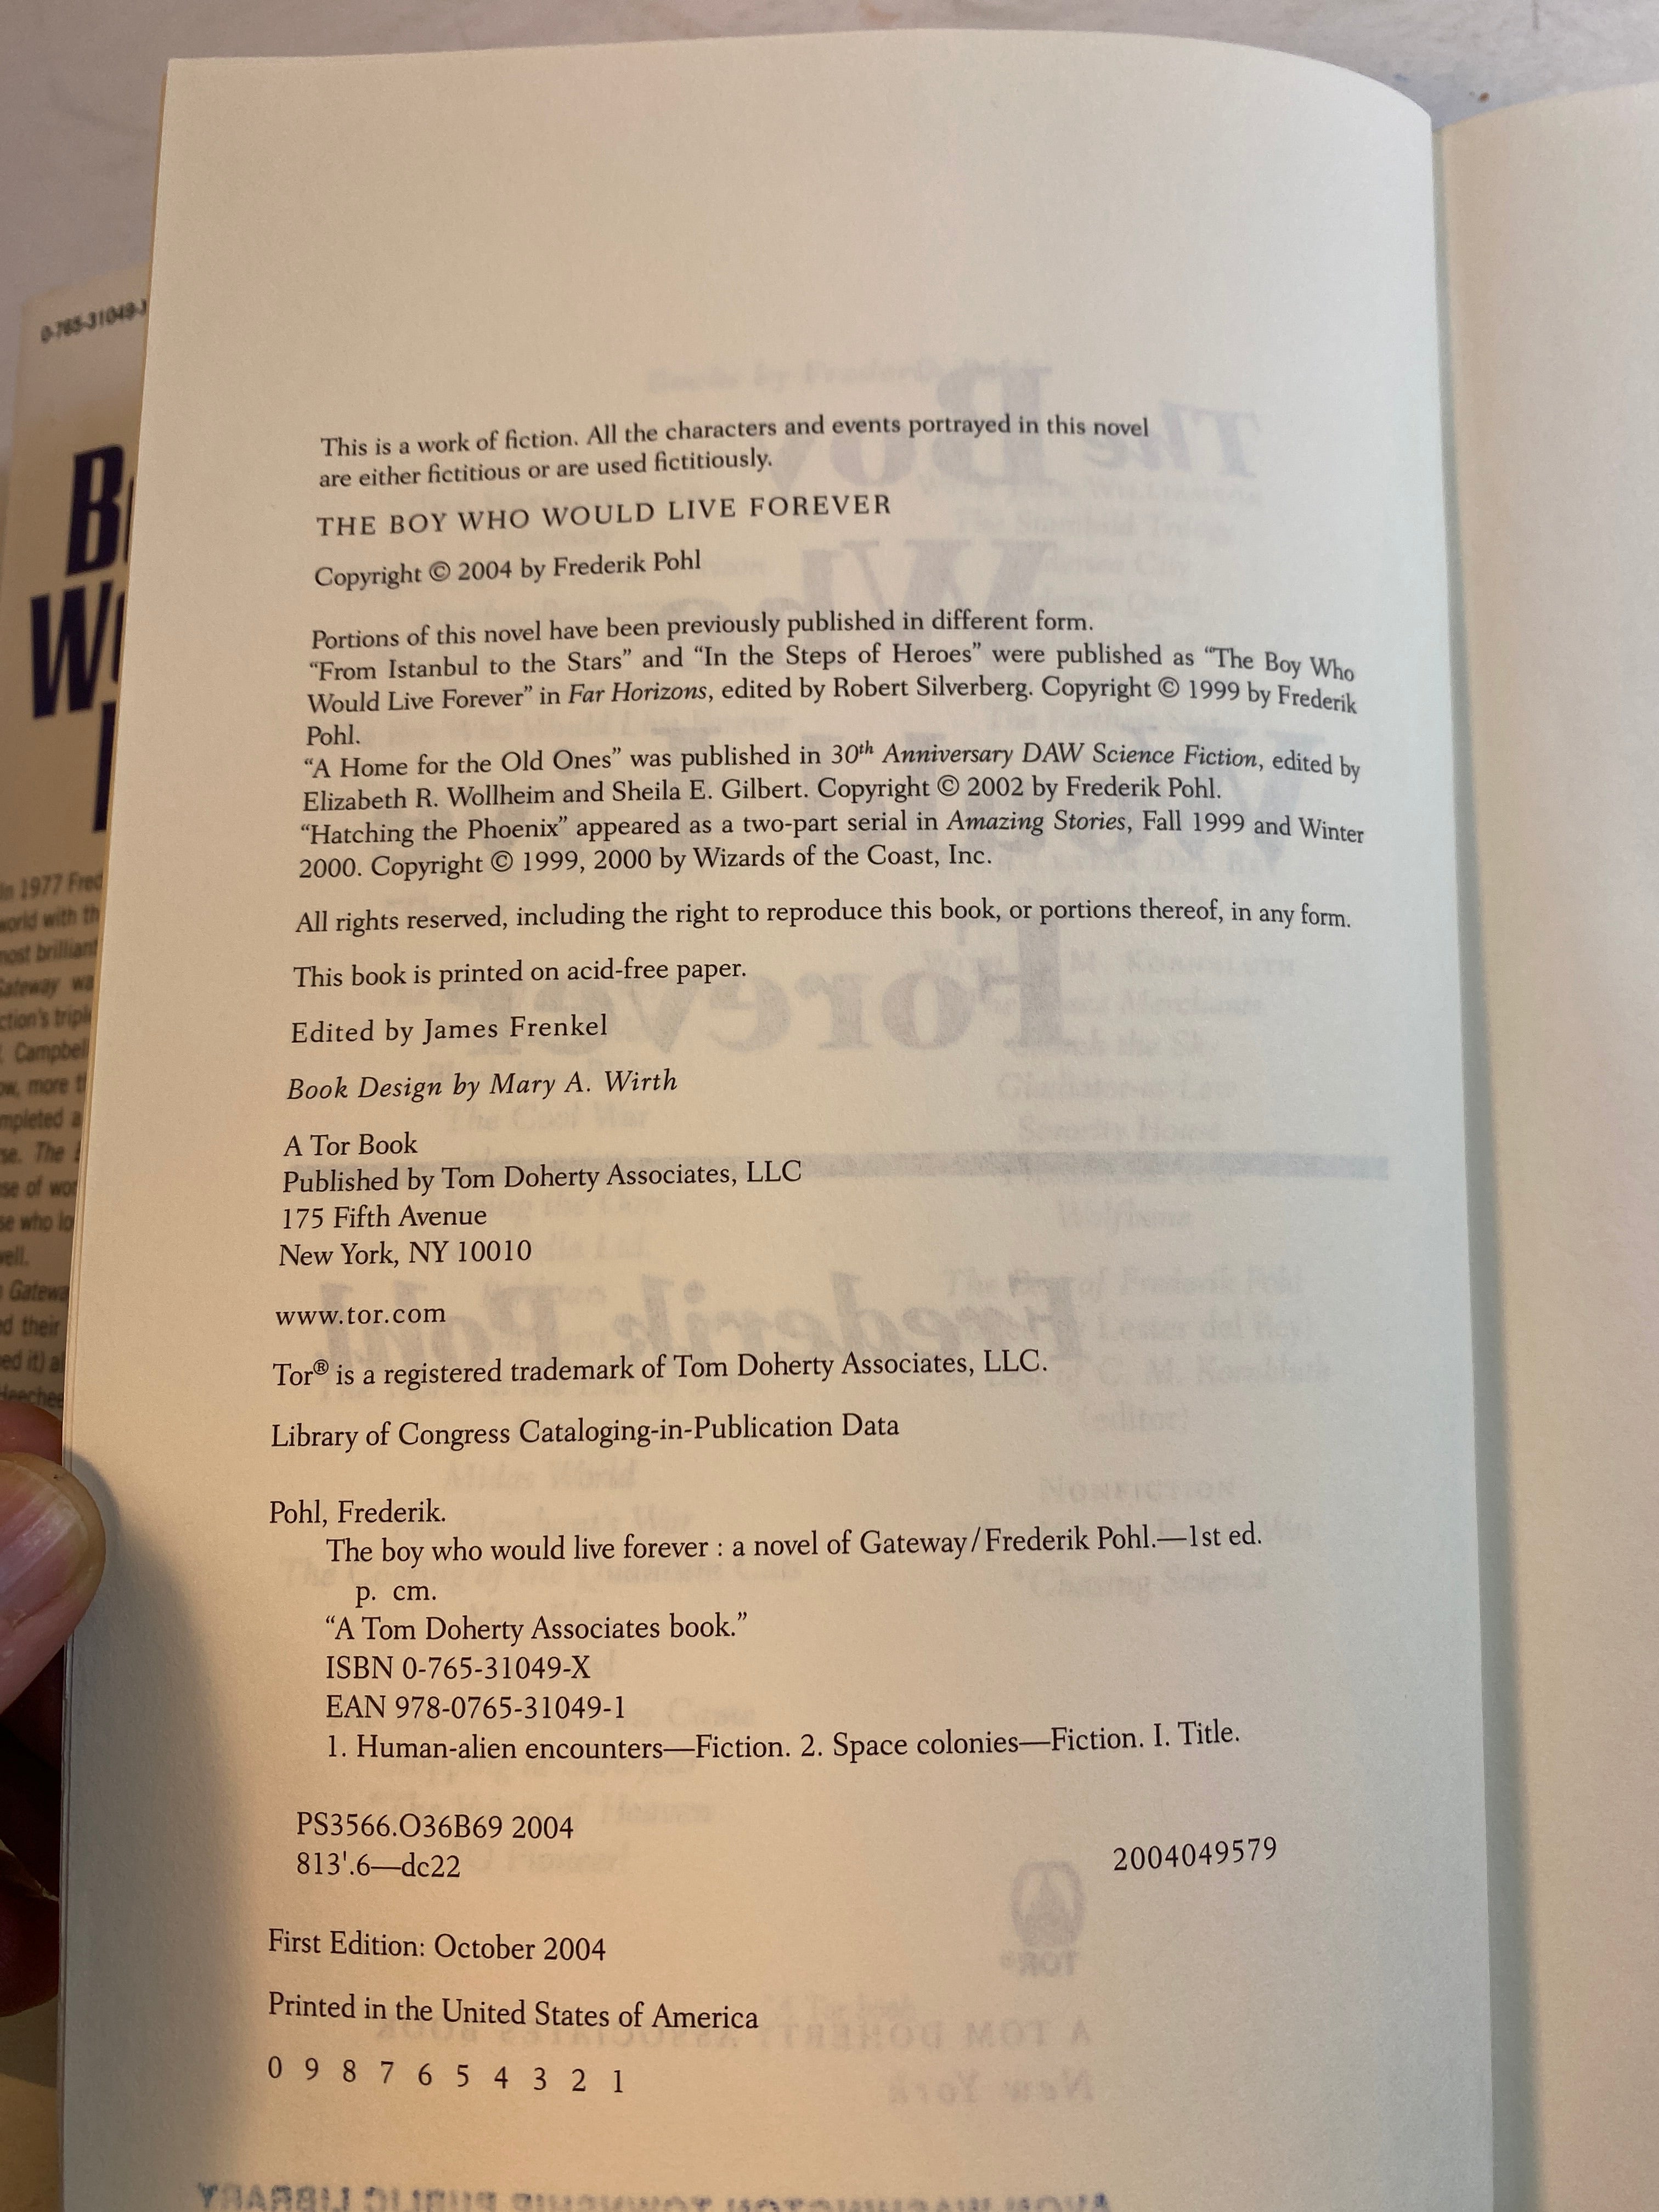 0-765-31049-
This is a work of fiction. All the characters and events portrayed in this novel
are either fictitious or are used fictitiously.
THE BOY WHO WOULD LIVE FOREVER
Copyright © 2004 by Frederik Pohl
Portions of this novel have been previously published in different form.
“From Istanbul to the Stars” and “In the Steps of Heroes” were published as “The Boy Who
Would Live Forever” in Far Horizons, edited by Robert Silverberg. Copyright © 1999 by Frederik
Pohl.
“A Home for the Old Ones” was published in 30th Anniversary DAW Science Fiction, edited by
Elizabeth R. Wollheim and Sheila E. Gilbert. Copyright © 2002 by Frederik Pohl.
“Hatching the Phoenix” appeared as a two-part serial in Amazing Stories, Fall 1999 and Winter
2000. Copyright © 1999, 2000 by Wizards of the Coast, Inc.
All rights reserved, including the right to reproduce this book, or portions thereof, in any form.
This book is printed on acid-free paper.
Edited by James Frenkel
Book Design by Mary A. Wirth
A Tor Book
Published by Tom Doherty Associates, LLC
175 Fifth Avenue
New York, NY 10010
www.tor.com
Tor® is a registered trademark of Tom Doherty Associates, LLC.
Library of Congress Cataloging-in-Publication Data
Pohl, Frederik.
The boy who would live forever : a novel of Gateway/Frederik Pohl.—1st ed.
p. cm.
“A Tom Doherty Associates book.”
ISBN 0-765-31049-X
EAN 978-0765-31049-1
1. Human-alien encounters—Fiction. 2. Space colonies—Fiction. I. Title.
PS3566.O36B69 2004
813'.6—dc22
2004049579
First Edition: October 2004
Printed in the United States of America
0 9 8 7 6 5 4 3 2 1